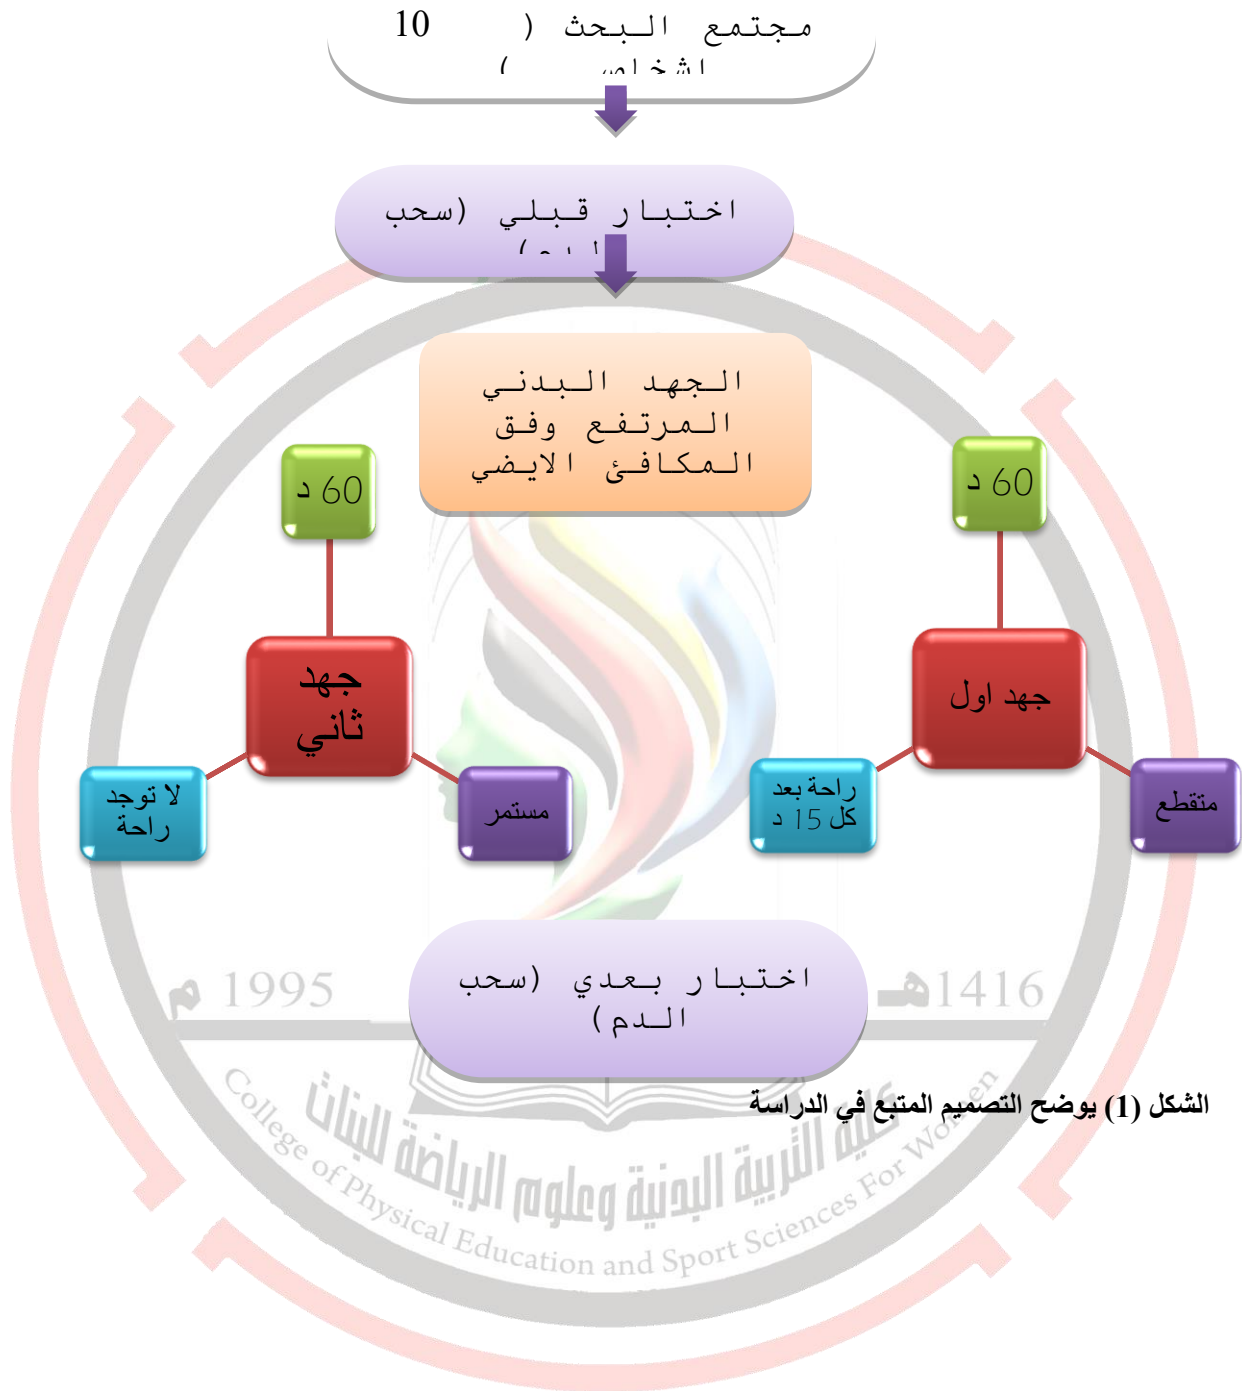 مجتمع البحث ( 10
اشخاص )
اختبار قبلي (سحب
الدم)
الجهد البدني
المرتفع وفق
المكافئ الايضي
60 د
جهد اول
راحة بعد
كل 15 د
متقطع
60 د
جهد
ثاني
لا توجد
راحة
مستمر
اختبار بعدي (سحب
الدم)
1416هـ
1995 م
الشكل (1) يوضح التصميم المتبع في الدراسة
كلية التربية البدنية وعلوم الرياضة للبنات
College of Physical Education and Sport Sciences For Women